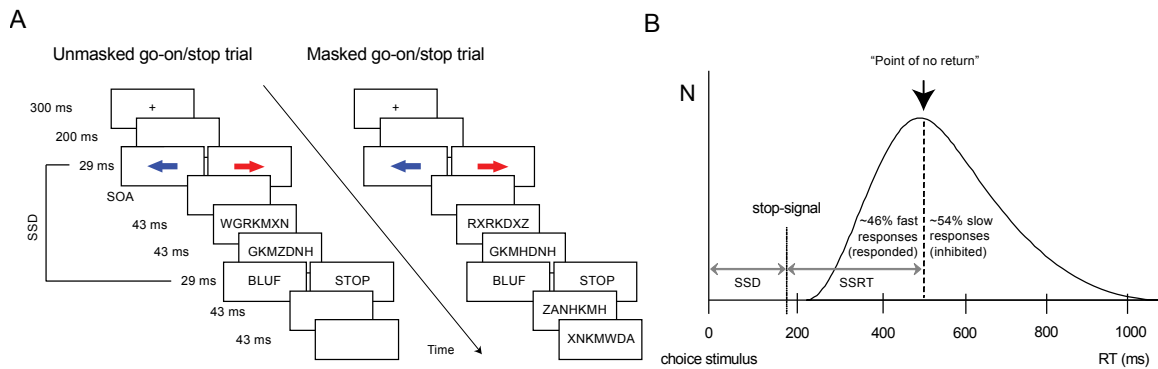 A
Unmasked go-on/stop trial
Masked go-on/stop trial
300 ms
+
+
200 ms
29 ms
SOA
SSD
43 ms
WGRKMXN
RXRKDXZ
43 ms
GKMZDNH
GKMHDNH
29 ms
BLUF
STOP
BLUF
STOP
43 ms
ZANHKMH
43 ms
XNKMWDA
Time
B
"Point of no return"
N
stop-signal
~46% fast
responses
(responded)
~54% slow
responses
(inhibited)
SSD
SSRT
0
200
400
600
800
1000
choice stimulus
RT (ms)